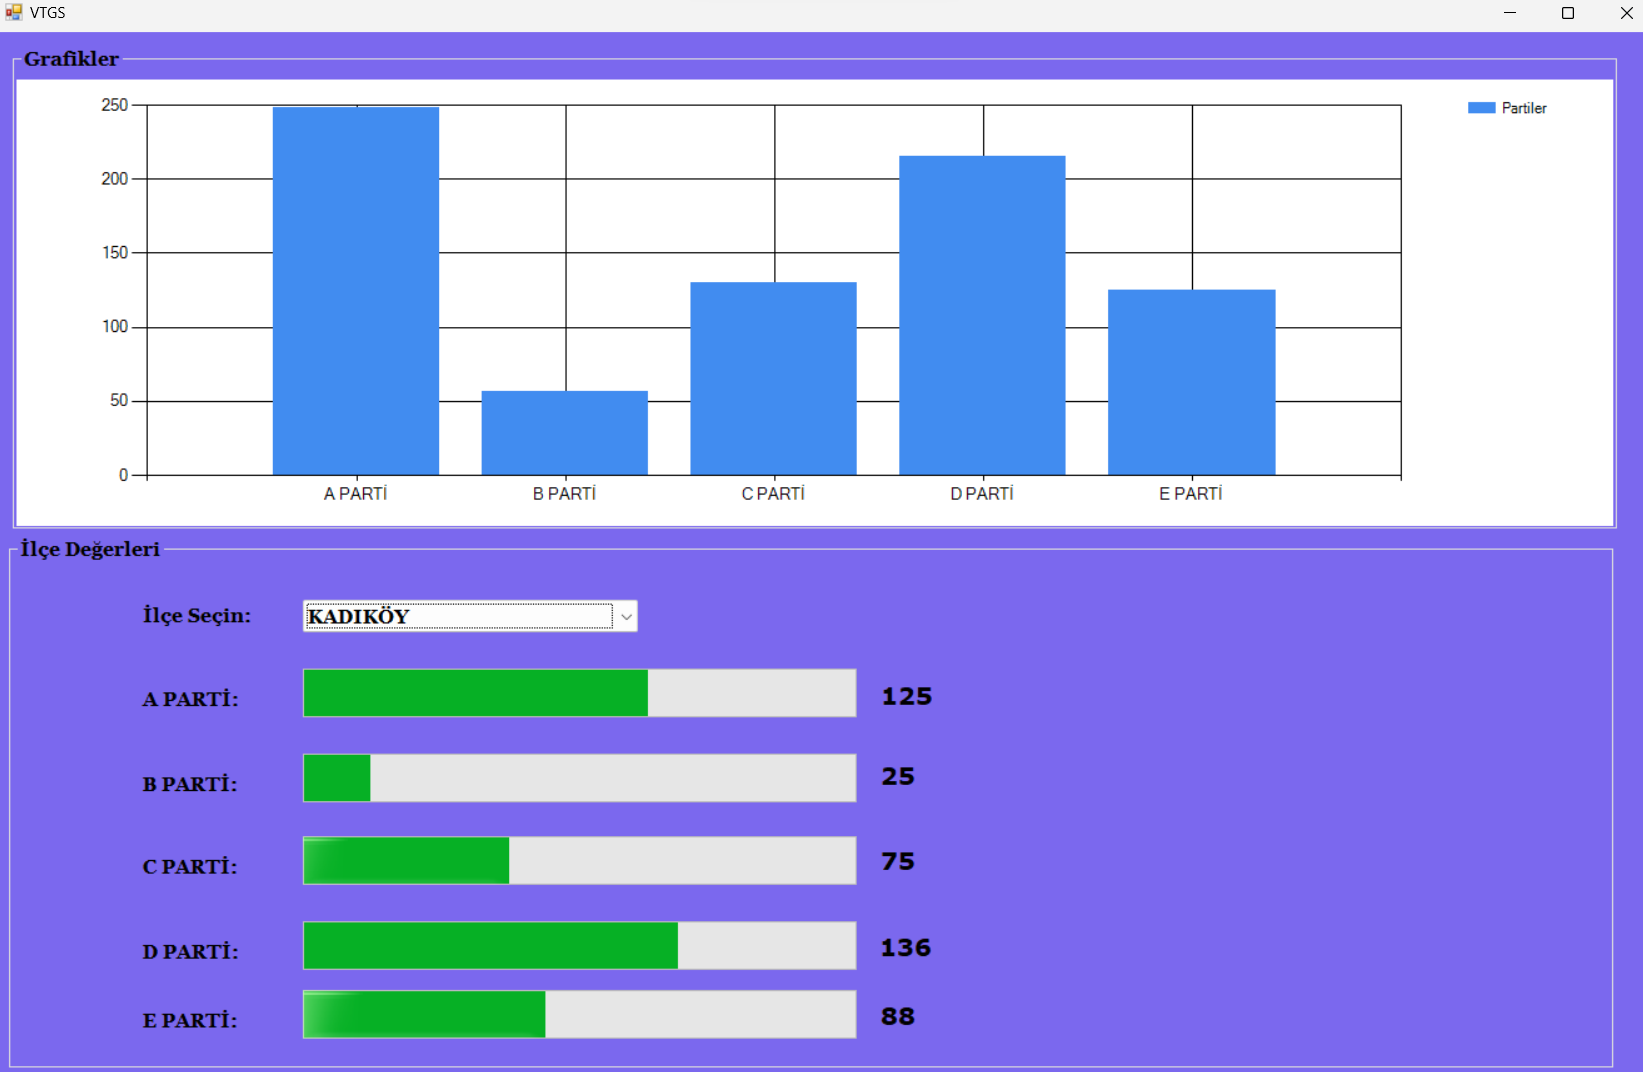 VTGS
Grafikler
250
200
150
100
50
0
A PARTİ B PARTİ C PARTİ D PARTİ E PARTİ
Partiler
İlçe Değerleri
İlçe Seçin: KADIKÖY
A PARTİ: 125
B PARTİ: 25
C PARTİ: 75
D PARTİ: 136
E PARTİ: 88